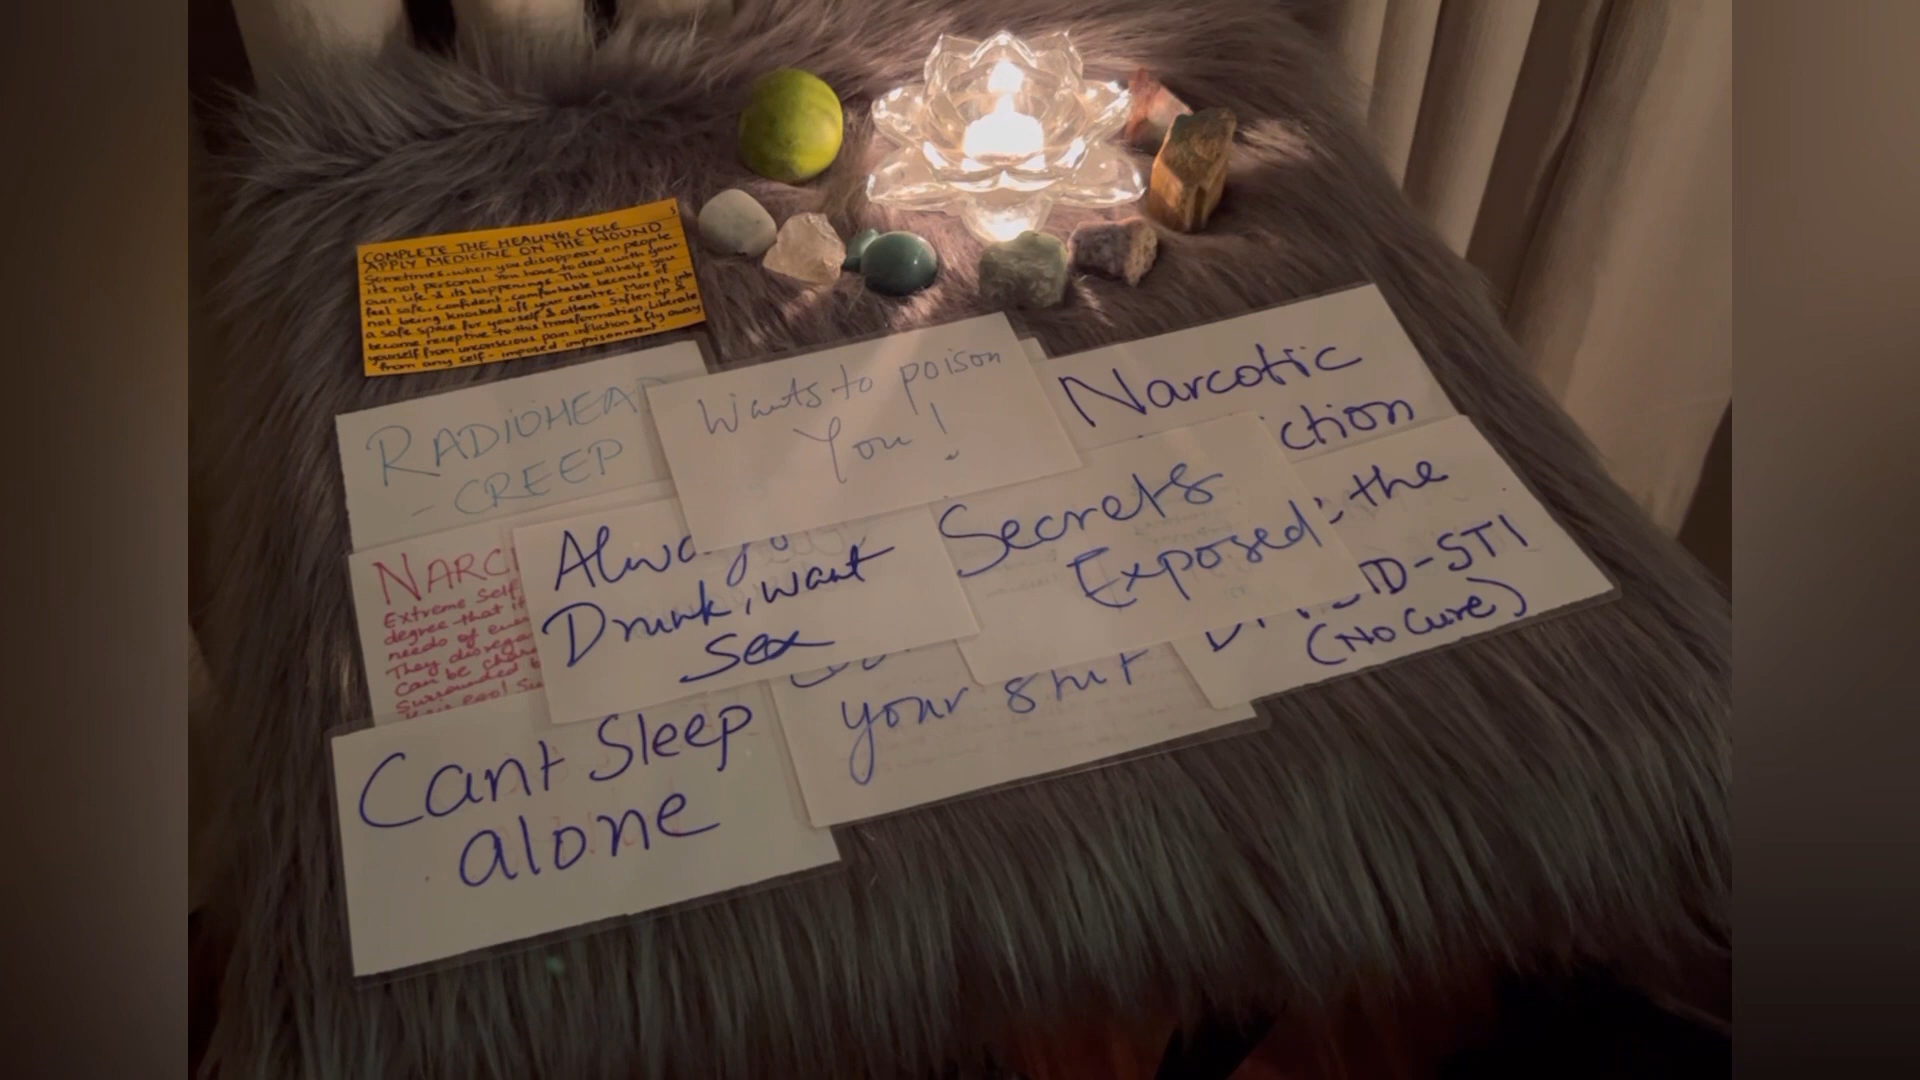 COMPLETE THE HEALING CYCLE
APPLY MEDICINE ON THE WOUND
Sometimes when you disappear on people
its not personal. You have to deal with your
own life & its happenings. This will help you
feel safe, confident, comfortable because of
not being knocked off your centre. Morph into
a safe space for yourself & others. Soften up &
become receptive to this transformation. Liberate
yourself from unconscious pain infliction & fly away
from any self-imposed imprisonment.
RADIOHEAD
- CREEP
Wants to poison
You!
Narcotic
ction
NARCI
Extreme Self
degree that it
needs of
They disrega
can be cha
surrounded b
Always
Drunk, want
Sex
Secrets
Exposed:
the
D-STI
(No Cure)
your shit
Cant Sleep
alone